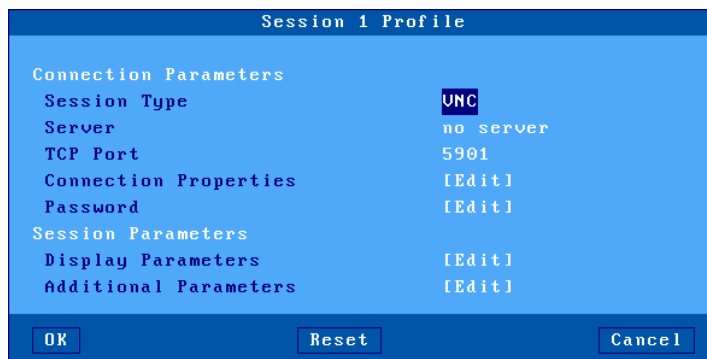 Session 1 Profile
Connection Parameters
Session Type VNC
Server no server
TCP Port 5901
Connection Properties [Edit]
Password [Edit]
Session Parameters
Display Parameters [Edit]
Additional Parameters [Edit]
OK Reset Cancel